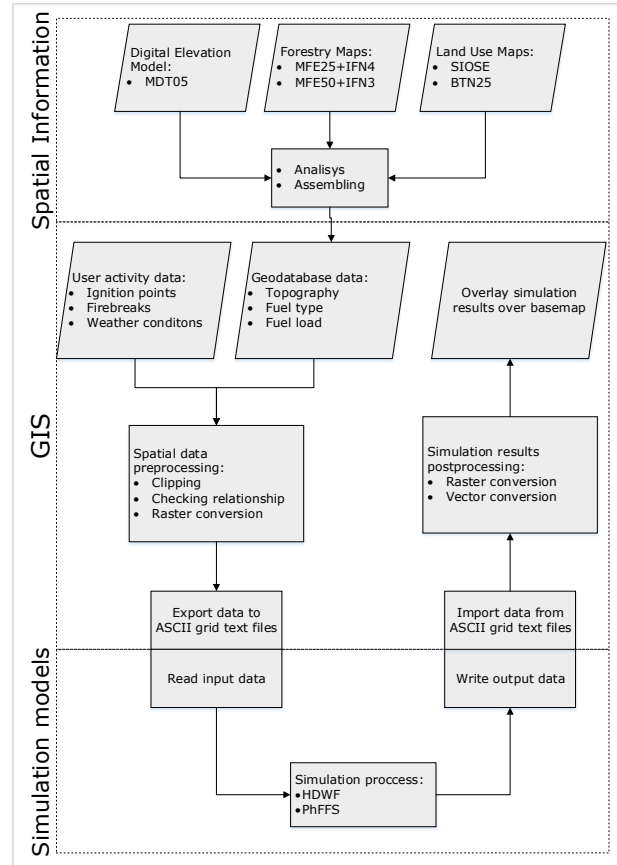 Spatial Information
Digital Elevation
Model:
• MDT05
Forestry Maps:
• MFE25+IFN4
• MFE50+IFN3
Land Use Maps:
• SIOSE
• BTN25
• Analisys
• Assembling
GIS
User activity data:
• Ignition points
• Firebreaks
• Weather conditons
Geodatabase data:
• Topography
• Fuel type
• Fuel load
Overlay simulation
results over basemap
Spatial data
preprocessing:
• Clipping
• Checking relationship
• Raster conversion
Simulation results
postprocessing:
• Raster conversion
• Vector conversion
Export data to
ASCII grid text files
Import data from
ASCII grid text files
Simulation models
Read input data
Write output data
Simulation proccess:
•HDWF
•PhFFS